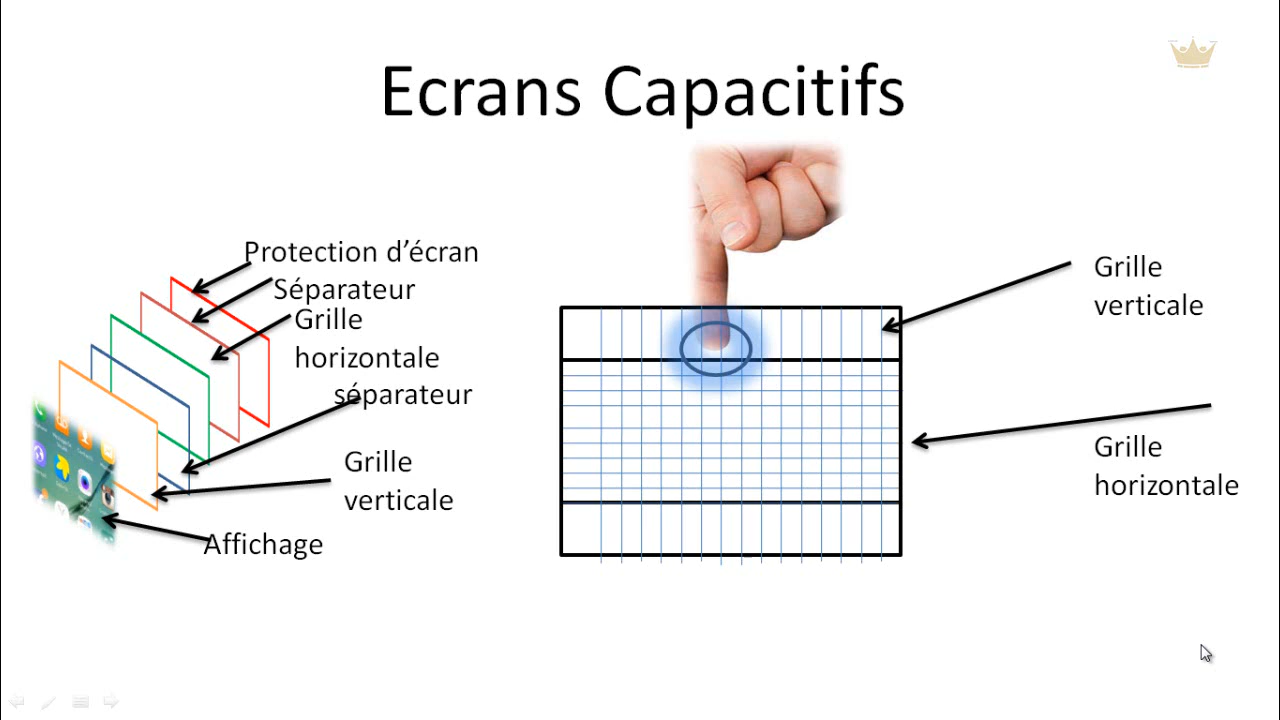 Ecrans Capacitifs
Protection d’écran
Séparateur
Grille
horizontale
séparateur
Grille
verticale
Affichage
Grille
verticale
Grille
horizontale